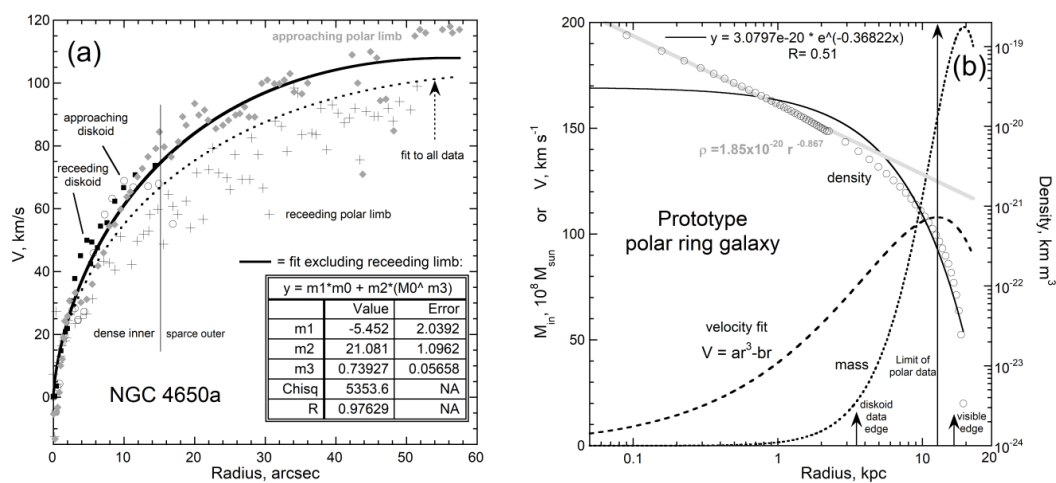 (a)
approaching polar limb
120
100
80
60
40
20
0
V, km/s
approaching
diskoid
receeding
diskoid
fit to all data
receeding polar limb
= fit excluding receeding limb:
y = m1*m0 + m2*(M0^ m3)
Value Error
m1 -5.452 2.0392
m2 21.081 1.0962
m3 0.73927 0.05658
Chisq 5353.6 NA
R 0.97629 NA
dense inner
sparce outer
NGC 4650a
0 10 20 30 40 50 60
Radius, arcsec
(b)
200
150
100
50
0
M_in, 10^8 M_sun or V, km s^-1
y = 3.0797e-20 * e^(-0.36822x)
R= 0.51
ρ =1.85x10^-20 r^-0.867
density
Prototype
polar ring galaxy
velocity fit
V = ar^3-br
mass
Limit of
polar data
diskoid
data
edge
visible
edge
10^-19
10^-20
10^-21
10^-22
10^-23
10^-24
Density, kg m^3
0.1 1 10 20
Radius, kpc